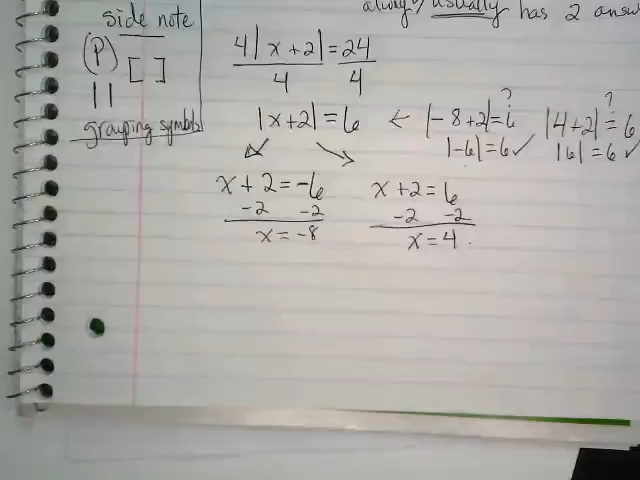 side note
(P) [ ]
||
grouping symbols
usually has 2 answ
4|x+2| = 24
4 4
|x+2| = 6 ← |-8+2| ≟ 6 |4+2| ≟ 6
|-6| = 6 ✓ |6| = 6 ✓
x+2 = -6 x+2 = 6
-2 -2 -2 -2
x = -8 x = 4